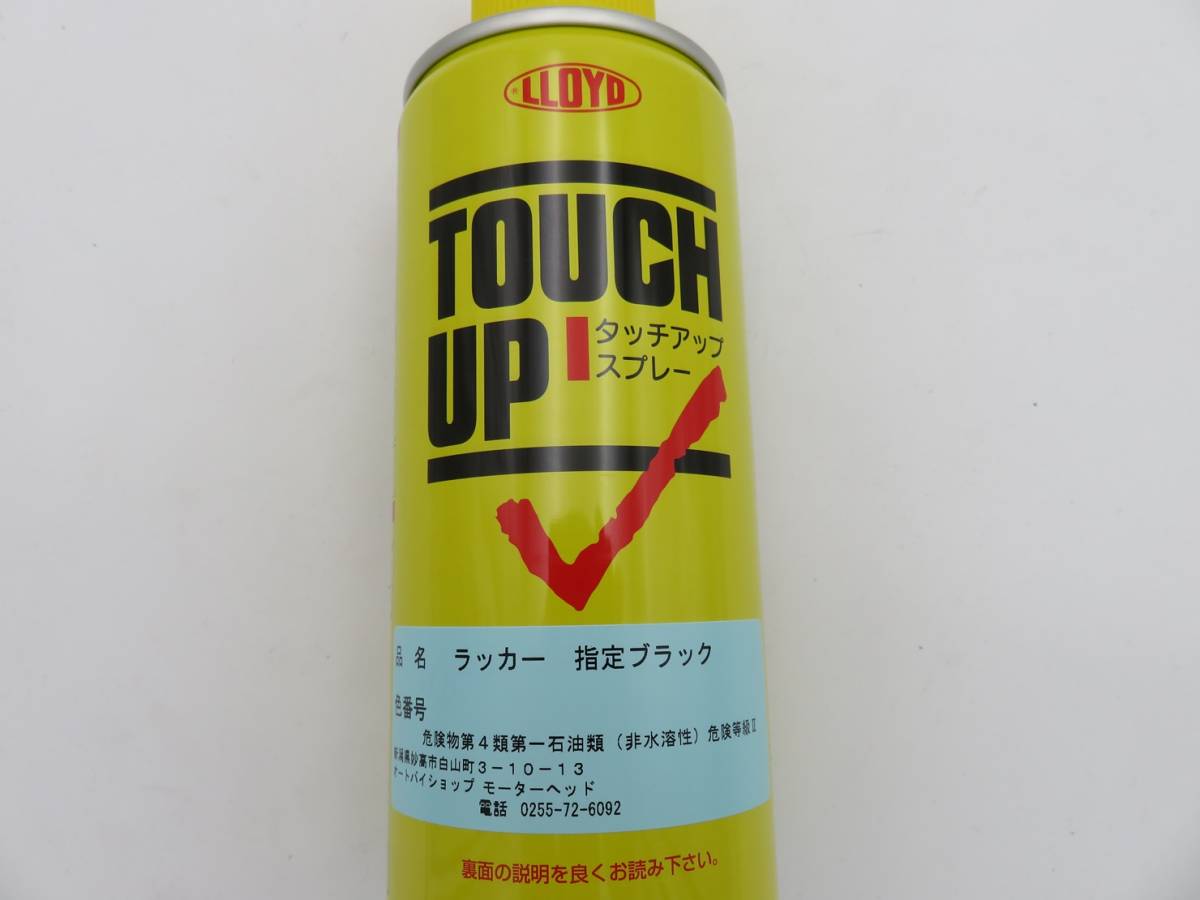 LLOYD
TOUCH
UP
タッチアップ
スプレー
品 名 ラッカー 指定ブラック
色番号
危険物第4類第一石油類（非水溶性）危険等級Ⅱ
新潟県妙高市白山町3－10－13
オートバイショップ モーターヘッド
電話 0255-72-6092
裏面の説明を良くお読み下さい。